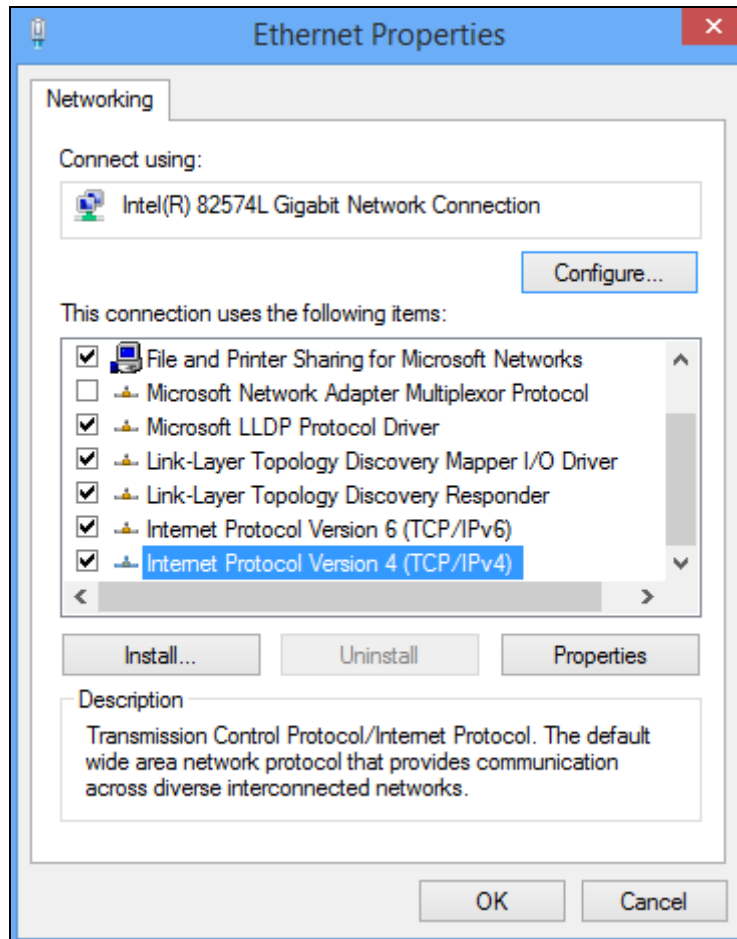 Ethernet Properties
Networking
Connect using:
Intel(R) 82574L Gigabit Network Connection
Configure...
This connection uses the following items:
File and Printer Sharing for Microsoft Networks
Microsoft Network Adapter Multiplexor Protocol
Microsoft LLDP Protocol Driver
Link-Layer Topology Discovery Mapper I/O Driver
Link-Layer Topology Discovery Responder
Internet Protocol Version 6 (TCP/IPv6)
Internet Protocol Version 4 (TCP/IPv4)
Install... Uninstall Properties
Description
Transmission Control Protocol/Internet Protocol. The default
wide area network protocol that provides communication
across diverse interconnected networks.
OK Cancel